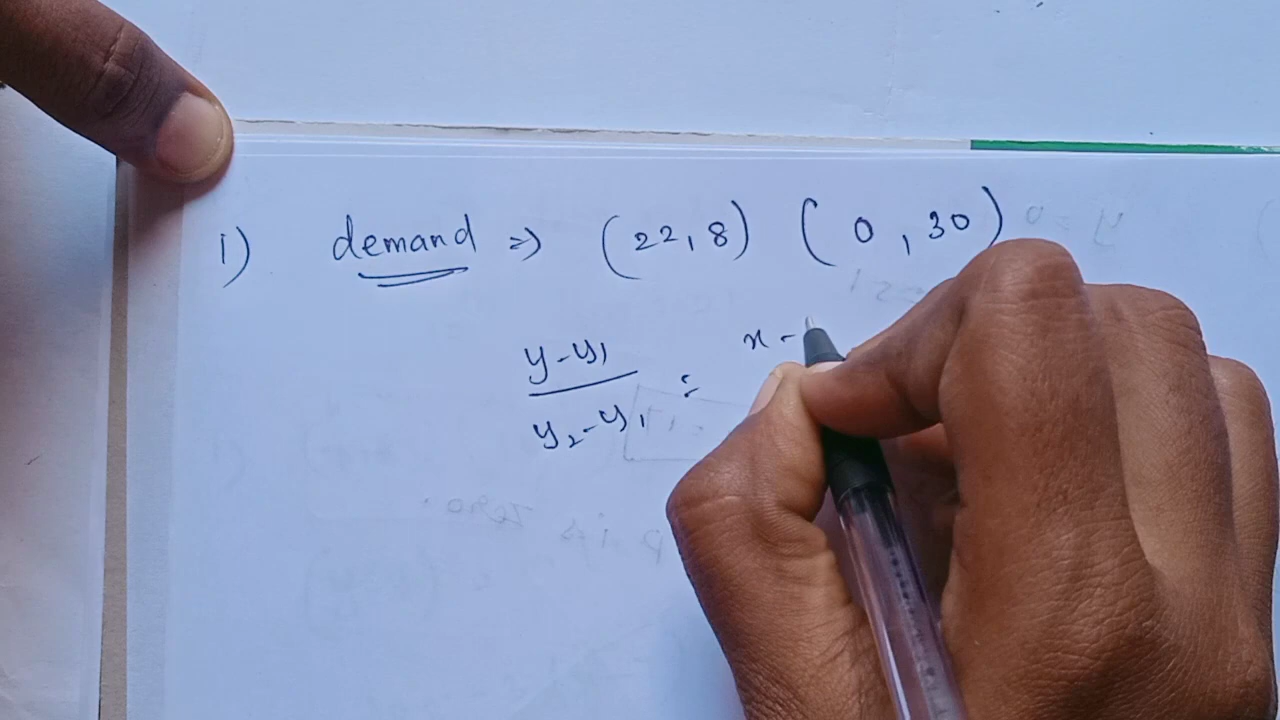 1) demand => (22,8) (0,30)
y-y1 = x-
y2-y1